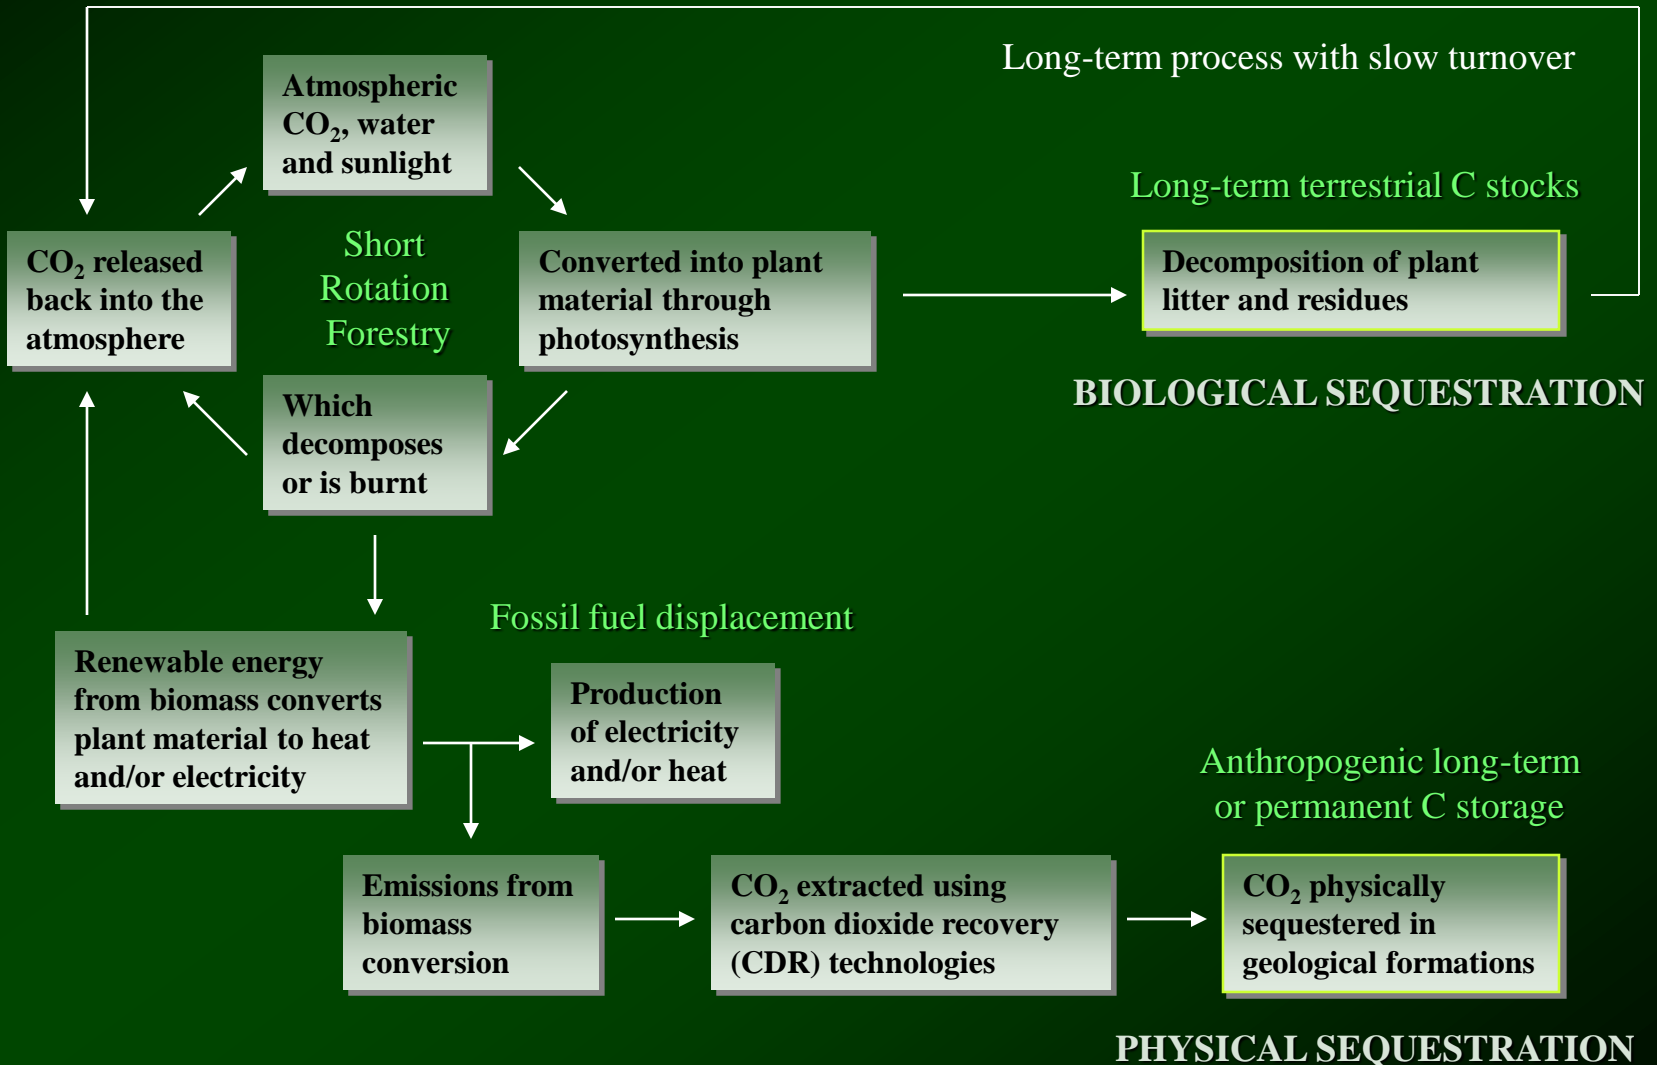 Long-term process with slow turnover
Atmospheric
CO₂, water
and sunlight
Long-term terrestrial C stocks
CO₂ released
back into the
atmosphere
Short
Rotation
Forestry
Converted into plant
material through
photosynthesis
Decomposition of plant
litter and residues
BIOLOGICAL SEQUESTRATION
Which
decomposes
or is burnt
Fossil fuel displacement
Renewable energy
from biomass converts
plant material to heat
and/or electricity
Production
of electricity
and/or heat
Anthropogenic long-term
or permanent C storage
Emissions from
biomass
conversion
CO₂ extracted using
carbon dioxide recovery
(CDR) technologies
CO₂ physically
sequestered in
geological formations
PHYSICAL SEQUESTRATION